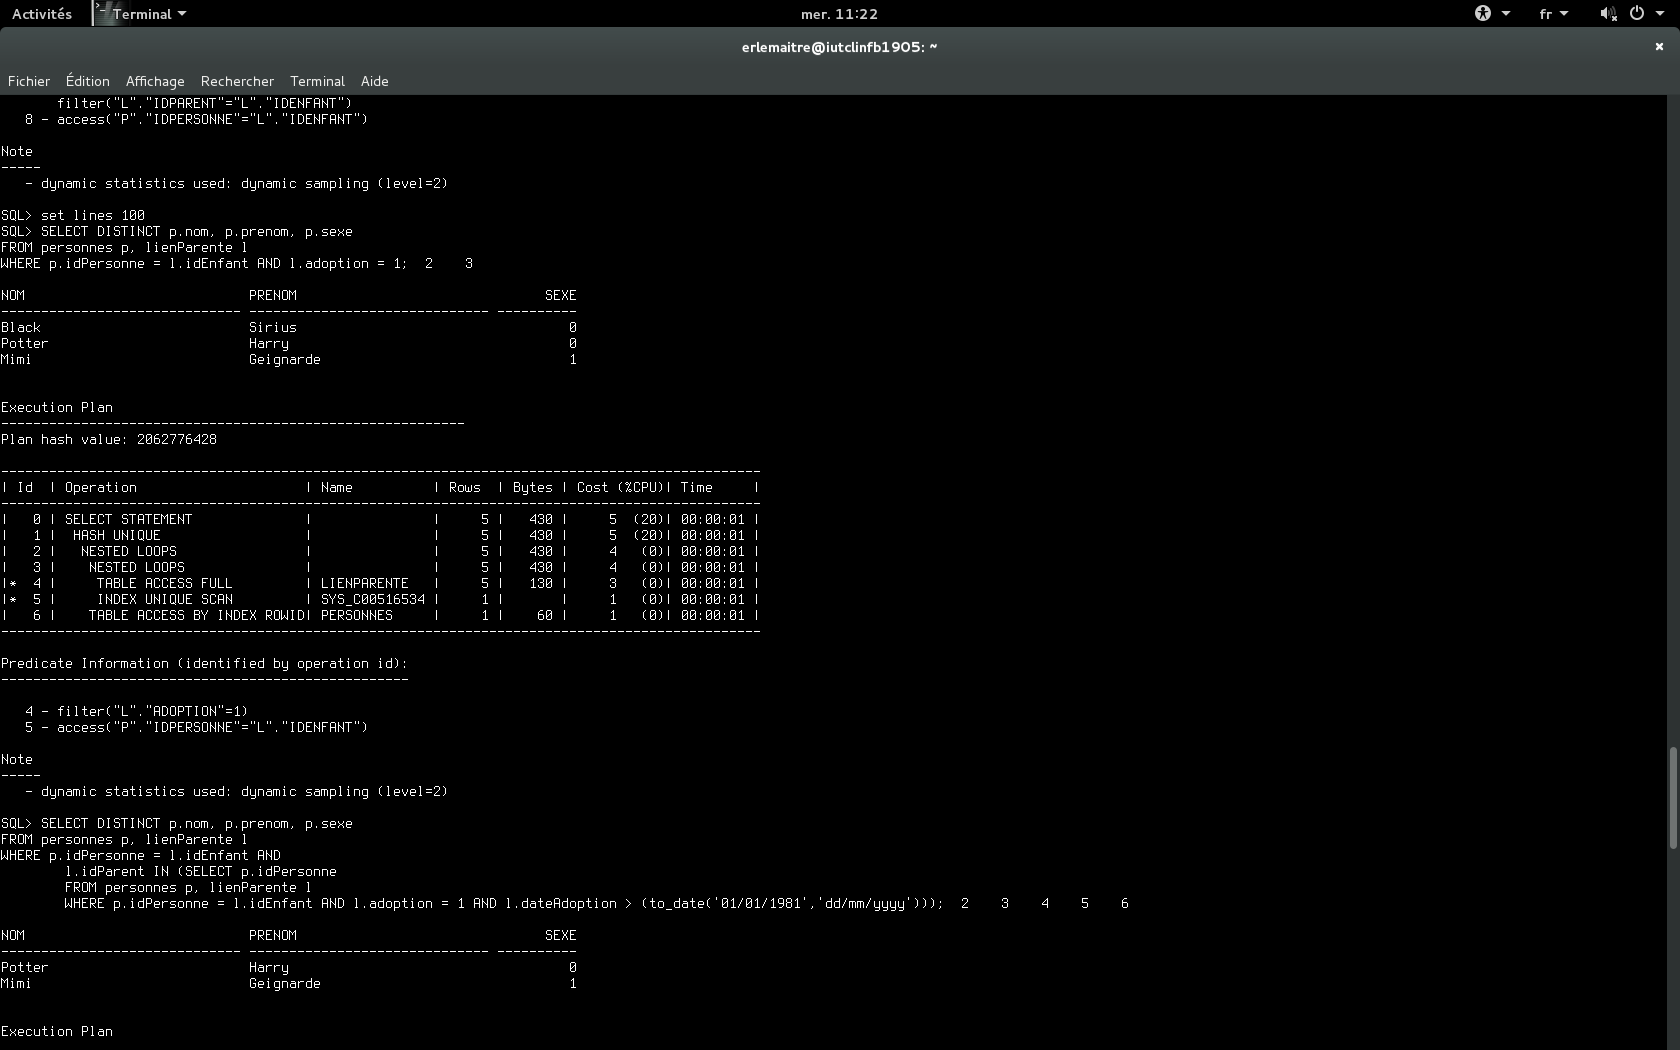 Activités Terminal mer. 11:22 fr
erlemaitre@iutclinfb1905: ~ ×
Fichier Édition Affichage Rechercher Terminal Aide
       filter("L"."IDPARENT"="L"."IDENFANT")
   8 - access("P"."IDPERSONNE"="L"."IDENFANT")
Note
-----
   - dynamic statistics used: dynamic sampling (level=2)
SQL> set lines 100
SQL> SELECT DISTINCT p.nom, p.prenom, p.sexe
FROM personnes p, lienParente l
WHERE p.idPersonne = l.idEnfant AND l.adoption = 1;  2    3
NOM                            PRENOM                               SEXE
------------------------------ ------------------------------ ----------
Black                          Sirius                                  0
Potter                         Harry                                   0
Mimi                           Geignarde                               1
Execution Plan
----------------------------------------------------------
Plan hash value: 2062776428
-----------------------------------------------------------------------------------------------
| Id  | Operation                     | Name          | Rows  | Bytes | Cost (%CPU)| Time     |
-----------------------------------------------------------------------------------------------
|   0 | SELECT STATEMENT              |               |     5 |   430 |     5  (20)| 00:00:01 |
|   1 |  HASH UNIQUE                  |               |     5 |   430 |     5  (20)| 00:00:01 |
|   2 |   NESTED LOOPS                |               |     5 |   430 |     4   (0)| 00:00:01 |
|   3 |    NESTED LOOPS               |               |     5 |   430 |     4   (0)| 00:00:01 |
|*  4 |     TABLE ACCESS FULL         | LIENPARENTE   |     5 |   130 |     3   (0)| 00:00:01 |
|*  5 |     INDEX UNIQUE SCAN         | SYS_C00516534 |     1 |       |     1   (0)| 00:00:01 |
|   6 |    TABLE ACCESS BY INDEX ROWID| PERSONNES     |     1 |    60 |     1   (0)| 00:00:01 |
-----------------------------------------------------------------------------------------------
Predicate Information (identified by operation id):
---------------------------------------------------
   4 - filter("L"."ADOPTION"=1)
   5 - access("P"."IDPERSONNE"="L"."IDENFANT")
Note
-----
   - dynamic statistics used: dynamic sampling (level=2)
SQL> SELECT DISTINCT p.nom, p.prenom, p.sexe
FROM personnes p, lienParente l
WHERE p.idPersonne = l.idEnfant AND
        l.idParent IN (SELECT p.idPersonne
        FROM personnes p, lienParente l
        WHERE p.idPersonne = l.idEnfant AND l.adoption = 1 AND l.dateAdoption > (to_date('01/01/1981','dd/mm/yyyy')));  2    3    4    5    6
NOM                            PRENOM                               SEXE
------------------------------ ------------------------------ ----------
Potter                         Harry                                   0
Mimi                           Geignarde                               1
Execution Plan